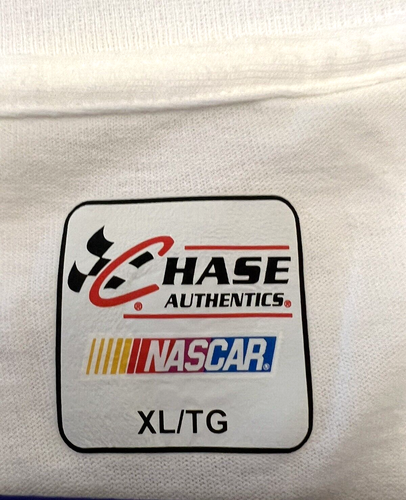 CHASE
AUTHENTICS®
®
NASCAR®
XL/TG